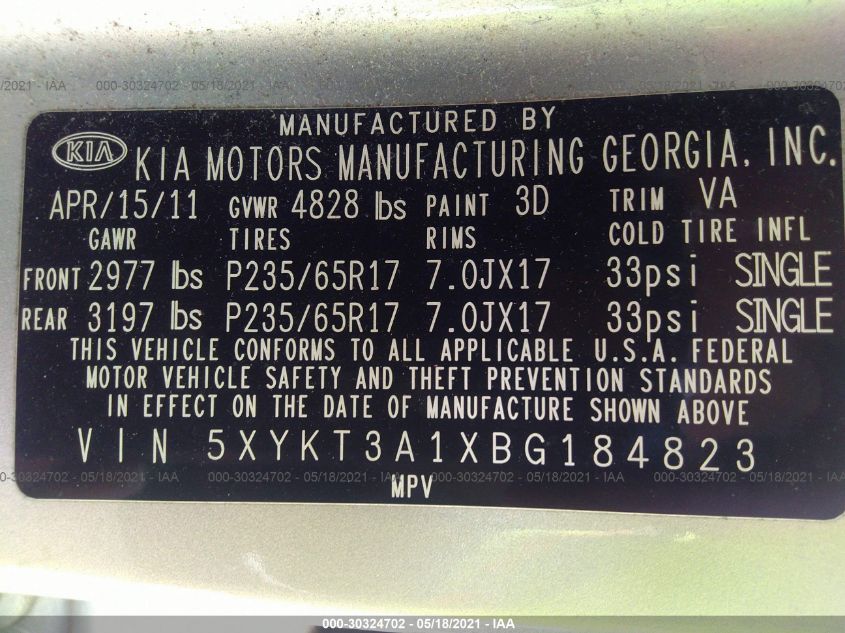 /2021 - IAA 000-30324702 - 05/18/2021 - IAA 000-30324702
MANUFACTURED BY
KIA KIA MOTORS MANUFACTURING GEORGIA, INC.
APR/15/11 GVWR 4828 lbs PAINT 3D TRIM VA
GAWR TIRES RIMS COLD TIRE INFL
FRONT 2977 lbs P235/65R17 7.0JX17 33psi SINGLE
REAR 3197 lbs P235/65R17 7.0JX17 33psi SINGLE
THIS VEHICLE CONFORMS TO ALL APPLICABLE U.S.A. FEDERAL
MOTOR VEHICLE SAFETY AND THEFT PREVENTION STANDARDS
IN EFFECT ON THE DATE OF MANUFACTURE SHOWN ABOVE
VIN 5XYKT3A1XBG184823
MPV
000-30324702 - 05/18/2021 - IAA